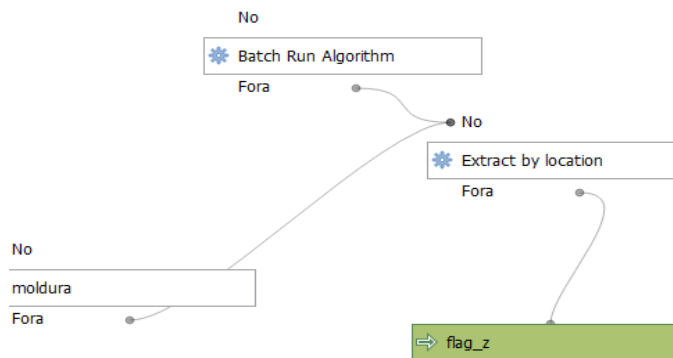 No
Batch Run Algorithm
Fora
No
Extract by location
Fora
No
moldura
Fora
flag_z